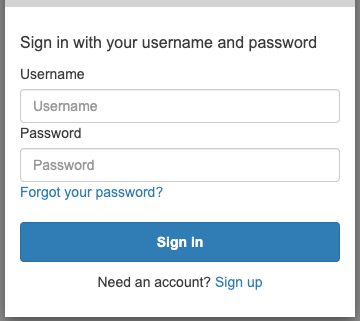 Sign in with your username and password
Username
Username
Password
Password
Forgot your password?
Sign in
Need an account? Sign up